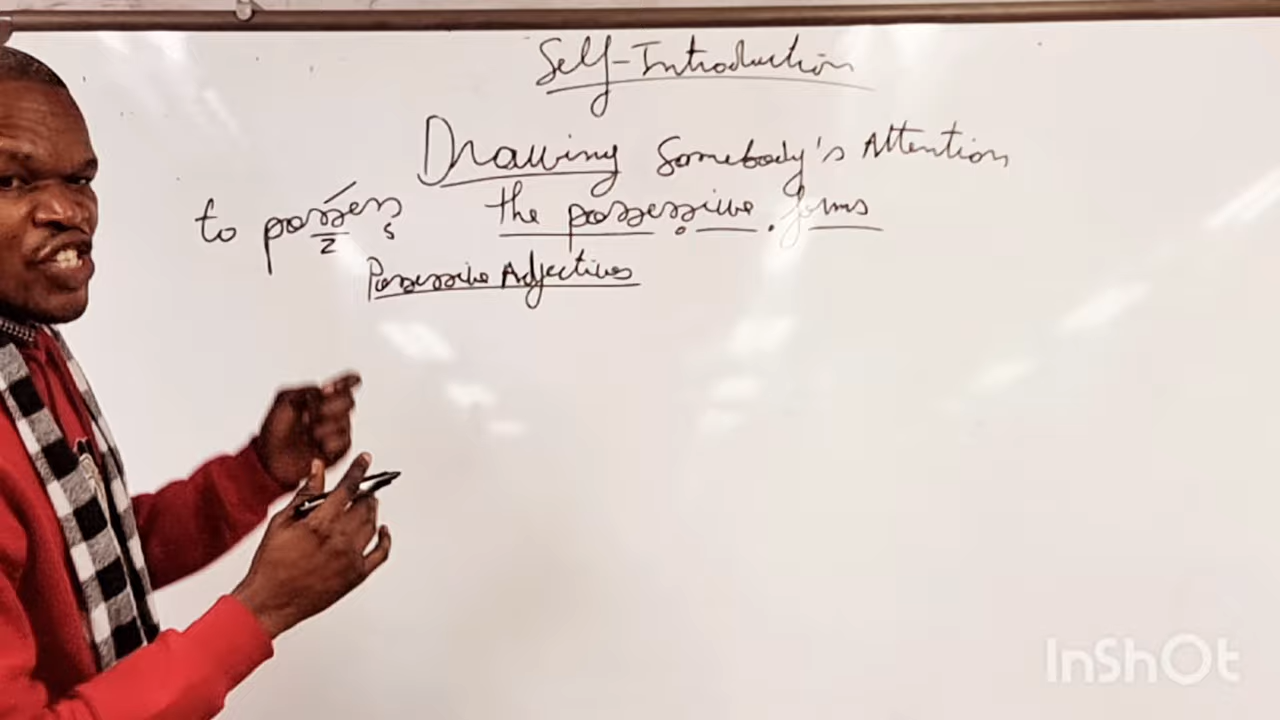 Self-Introduction
Drawing Somebody's Attention
to possess the possessive forms
z s
Possessive Adjectives
InShOt